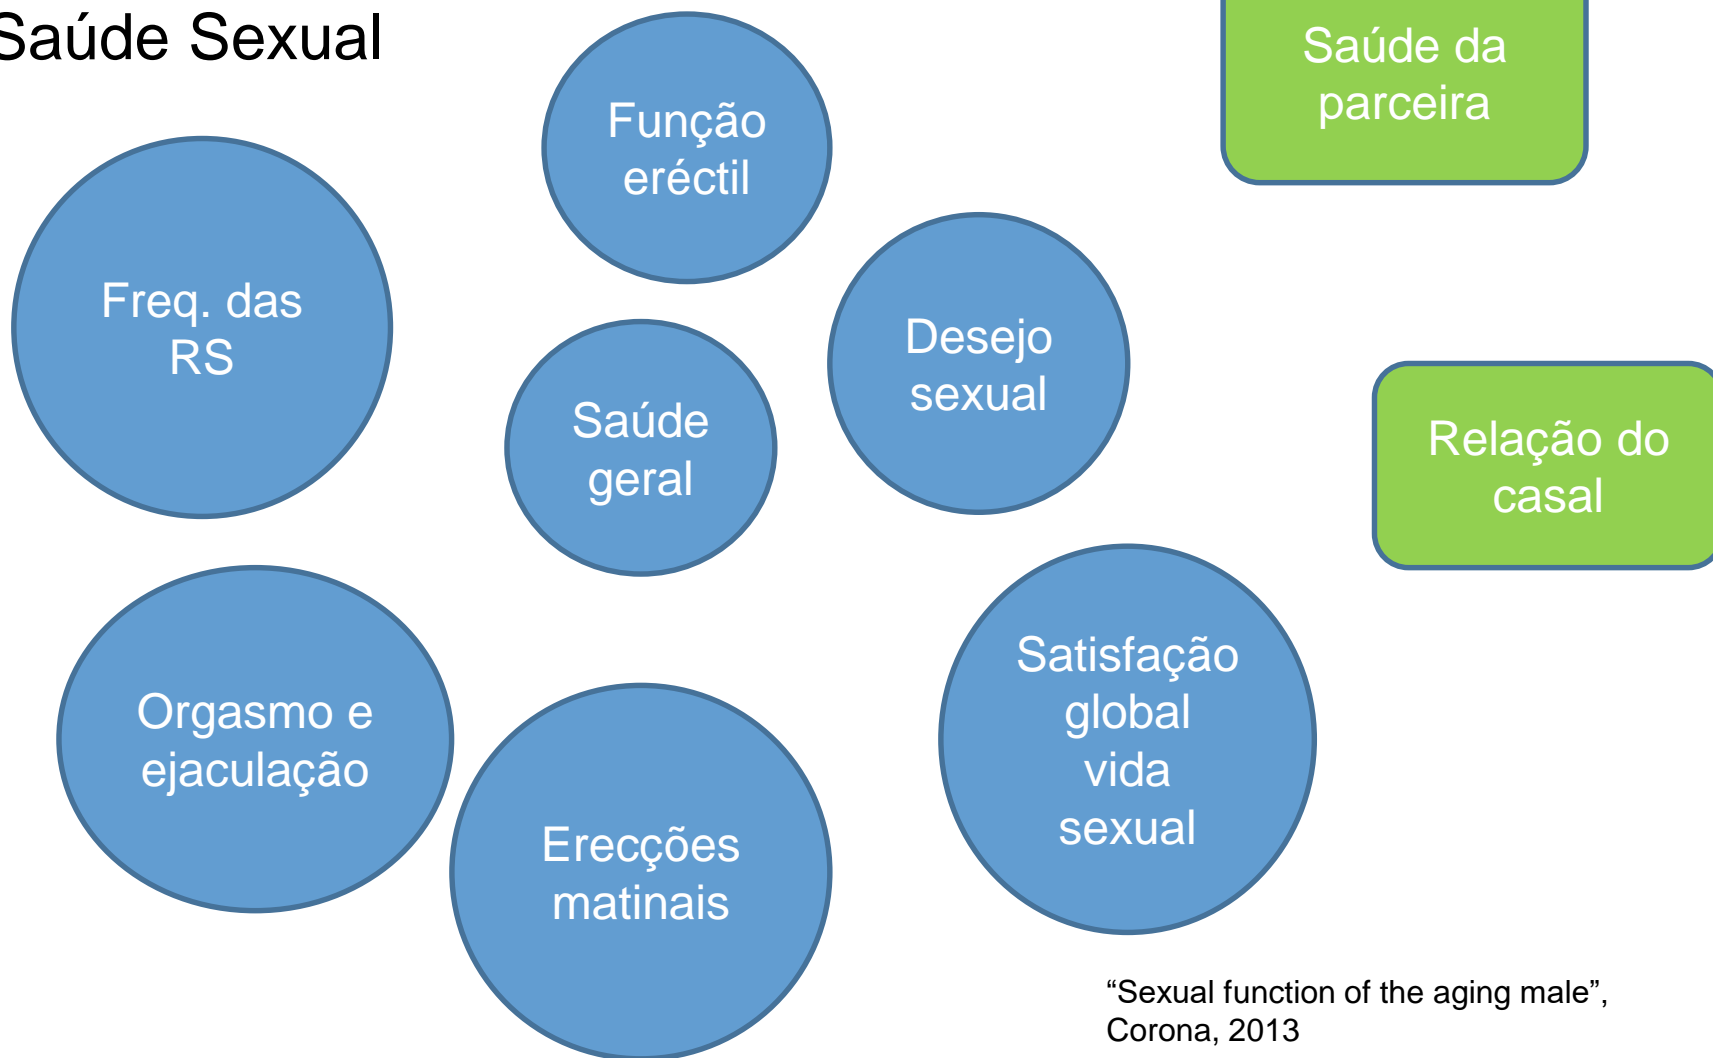 Saúde Sexual
Saúde da
parceira
Função
eréctil
Freq. das
RS
Desejo
sexual
Saúde
geral
Relação do
casal
Orgasmo e
ejaculação
Satisfação
global
vida
sexual
Erecções
matinais
“Sexual function of the aging male”,
Corona, 2013